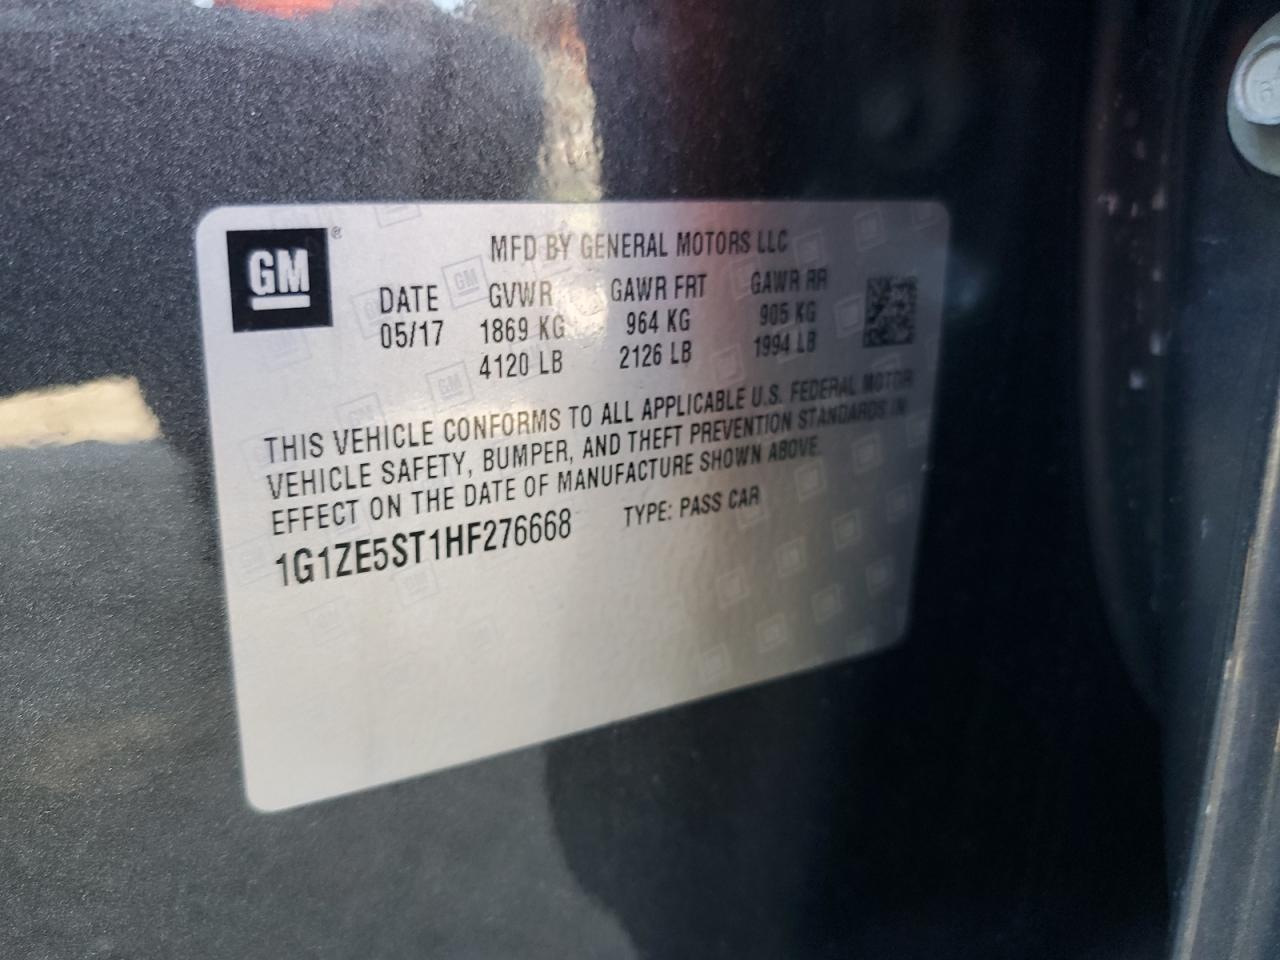 GM
®
MFD BY GENERAL MOTORS LLC
DATE GVWR GAWR FRT GAWR RR
05/17 1869 KG 964 KG 905 KG
4120 LB 2126 LB 1994 LB
THIS VEHICLE CONFORMS TO ALL APPLICABLE U.S. FEDERAL MOTOR
VEHICLE SAFETY, BUMPER, AND THEFT PREVENTION STANDARDS IN
EFFECT ON THE DATE OF MANUFACTURE SHOWN ABOVE.
1G1ZE5ST1HF276668 TYPE: PASS CAR